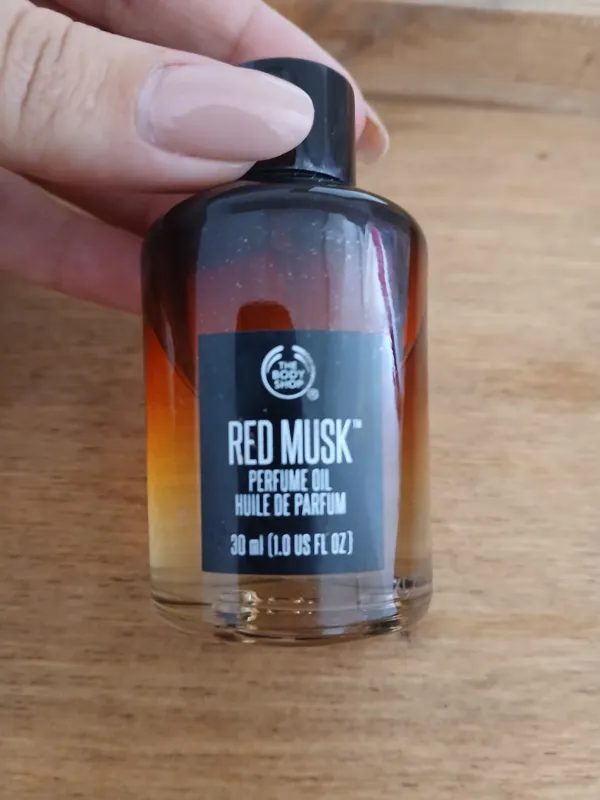 THE
BODY
SHOP
®
RED MUSK™
PERFUME OIL
HUILE DE PARFUM
30 ml (1.0 US FL OZ)